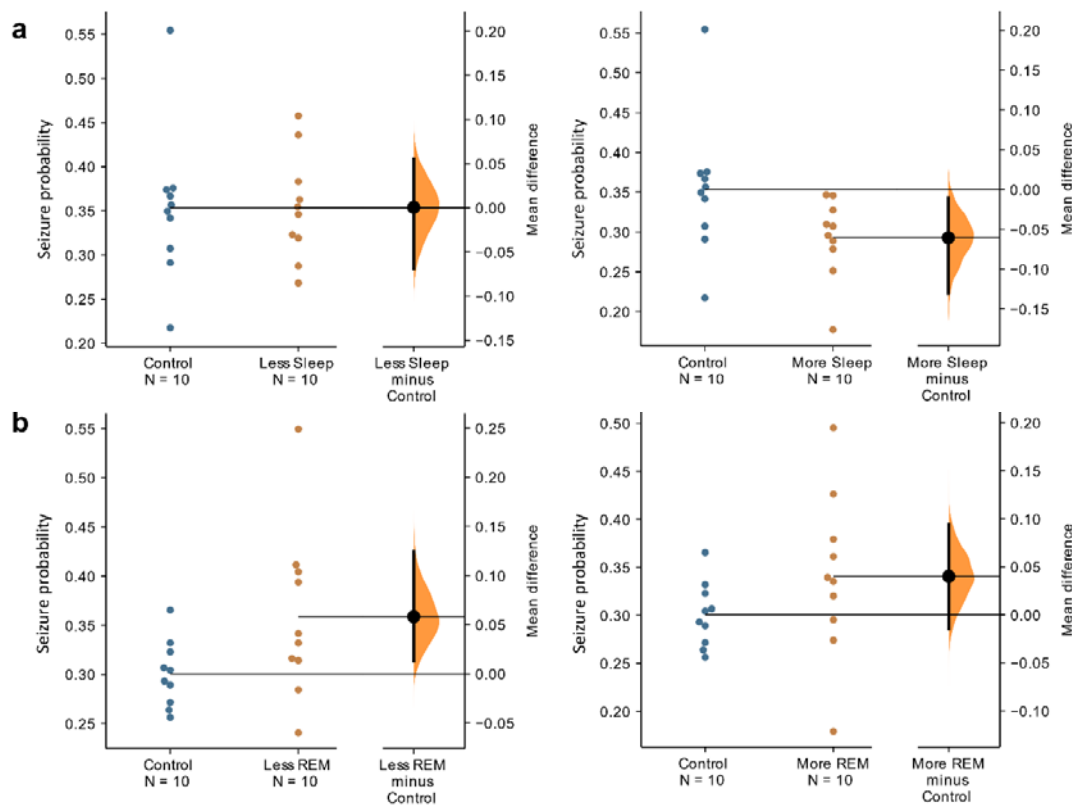 a
Seizure probability
0.55
0.50
0.45
0.40
0.35
0.30
0.25
0.20
Control
N = 10
Less Sleep
N = 10
Less Sleep
minus
Control
0.20
0.15
0.10
0.05
0.00
−0.05
−0.10
−0.15
Mean difference
Seizure probability
0.55
0.50
0.45
0.40
0.35
0.30
0.25
0.20
Control
N = 10
More Sleep
N = 10
More Sleep
minus
Control
0.20
0.15
0.10
0.05
0.00
−0.05
−0.10
−0.15
Mean difference
b
Seizure probability
0.55
0.50
0.45
0.40
0.35
0.30
0.25
Control
N = 10
Less REM
N = 10
Less REM
minus
Control
0.25
0.20
0.15
0.10
0.05
0.00
−0.05
Mean difference
Seizure probability
0.50
0.45
0.40
0.35
0.30
0.25
0.20
Control
N = 10
More REM
N = 10
More REM
minus
Control
0.20
0.15
0.10
0.05
0.00
−0.05
−0.10
Mean difference